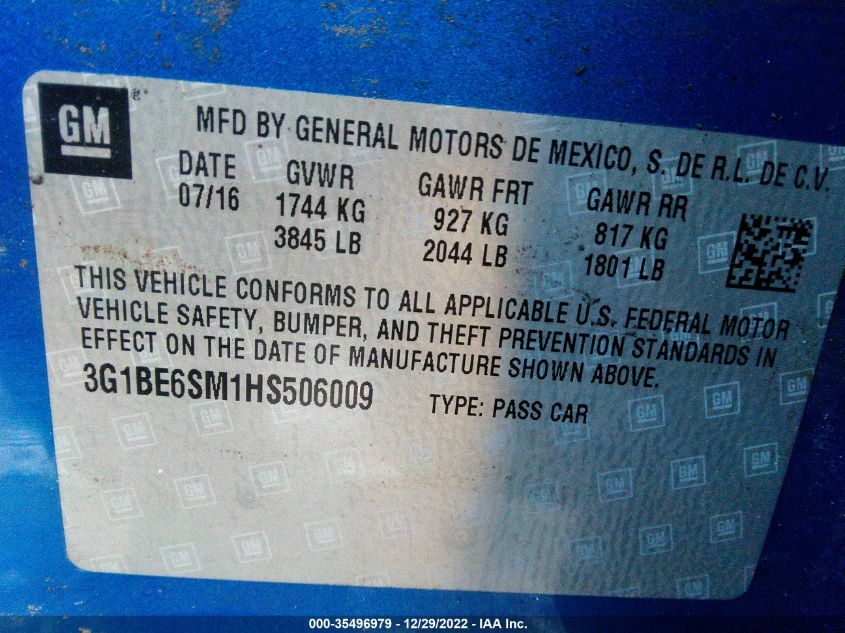 GM
MFD BY GENERAL MOTORS DE MEXICO, S. DE R.L. DE C.V.
DATE GVWR GAWR FRT GAWR RR
07/16 1744 KG 927 KG 817 KG
3845 LB 2044 LB 1801 LB
THIS VEHICLE CONFORMS TO ALL APPLICABLE U.S. FEDERAL MOTOR
VEHICLE SAFETY, BUMPER, AND THEFT PREVENTION STANDARDS IN
EFFECT ON THE DATE OF MANUFACTURE SHOWN ABOVE.
3G1BE6SM1HS506009 TYPE: PASS CAR
000-35496979 - 12/29/2022 - IAA Inc.